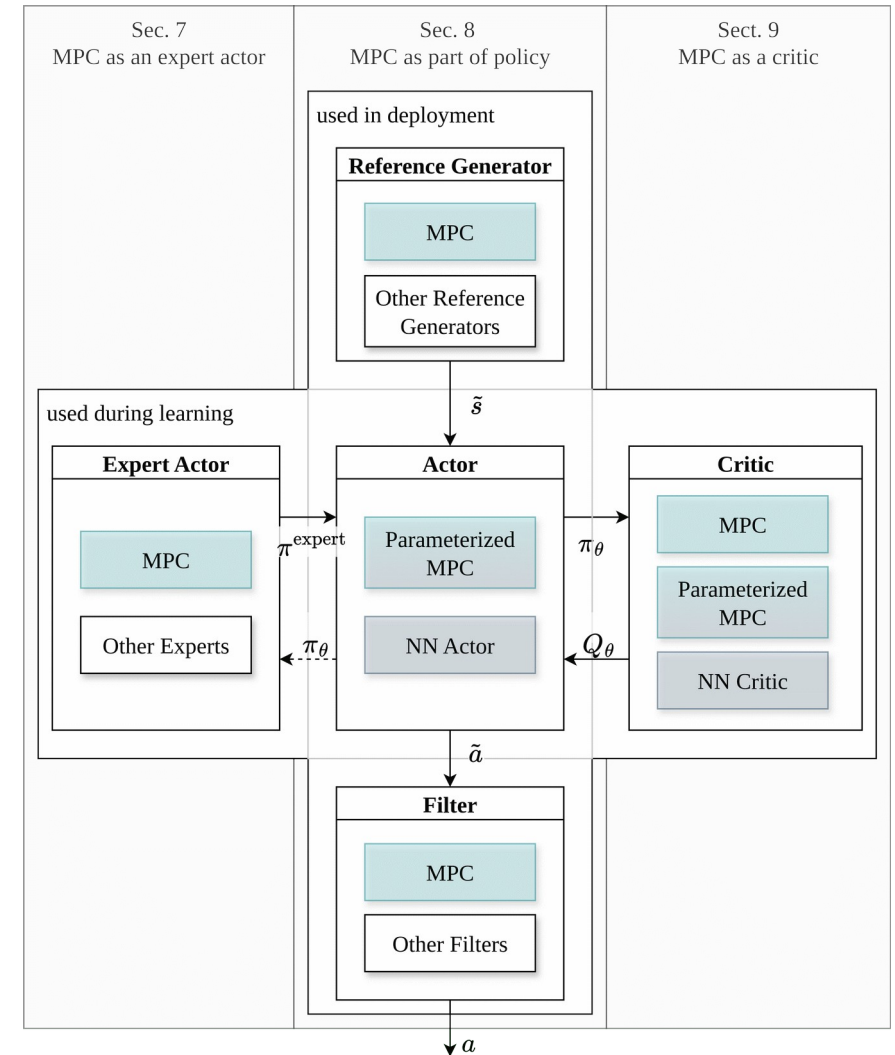 Sec. 7
MPC as an expert actor
Sec. 8
MPC as part of policy
Sect. 9
MPC as a critic
used in deployment
Reference Generator
MPC
Other Reference
Generators
s̃
used during learning
Expert Actor
MPC
Other Experts
π^expert
π_θ
Actor
Parameterized
MPC
NN Actor
π_θ
Q_θ
Critic
MPC
Parameterized
MPC
NN Critic
ã
Filter
MPC
Other Filters
a